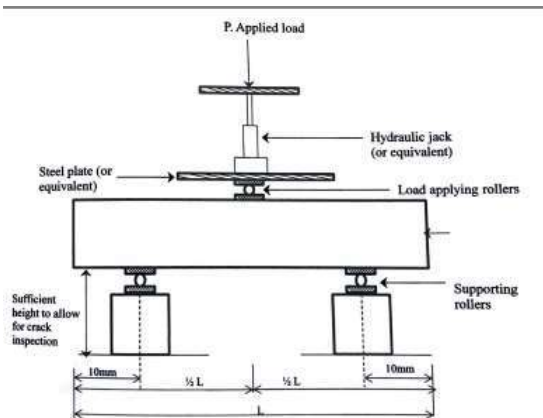 P. Applied load
Hydraulic jack
(or equivalent)
Steel plate (or
equivalent)
Load applying rollers
Supporting
rollers
Sufficient
height to allow
for crack
inspection
10mm
½ L
½ L
10mm
L